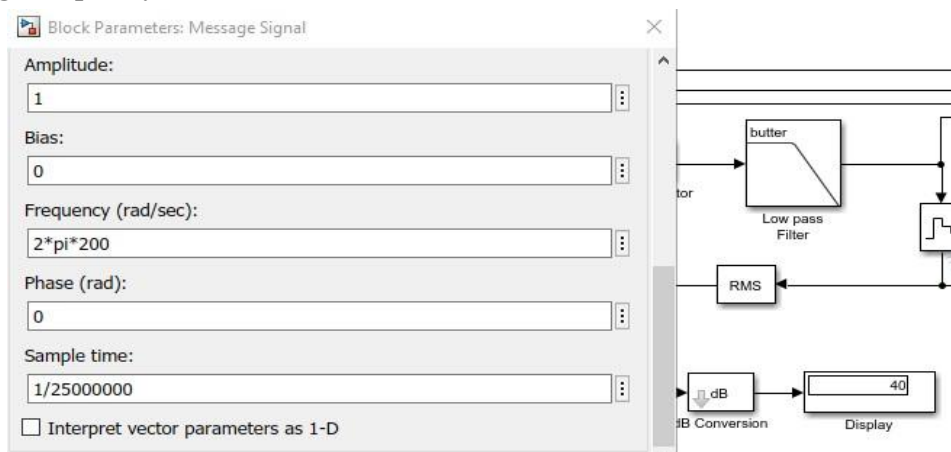 Block Parameters: Message Signal
Amplitude:
1
Bias:
0
Frequency (rad/sec):
2*pi*200
Phase (rad):
0
Sample time:
1/25000000
Interpret vector parameters as 1-D
butter
tor
Low pass
Filter
RMS
dB
dB Conversion
40
Display